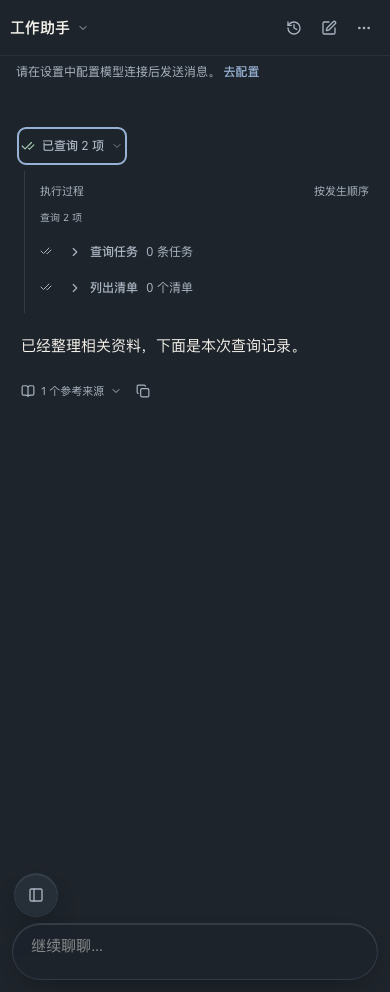 工作助手
请在设置中配置模型连接后发送消息。 去配置
已查询 2 项
执行过程 按发生顺序
查询 2 项
查询任务 0 条任务
列出清单 0 个清单
已经整理相关资料，下面是本次查询记录。
1 个参考来源
继续聊聊...